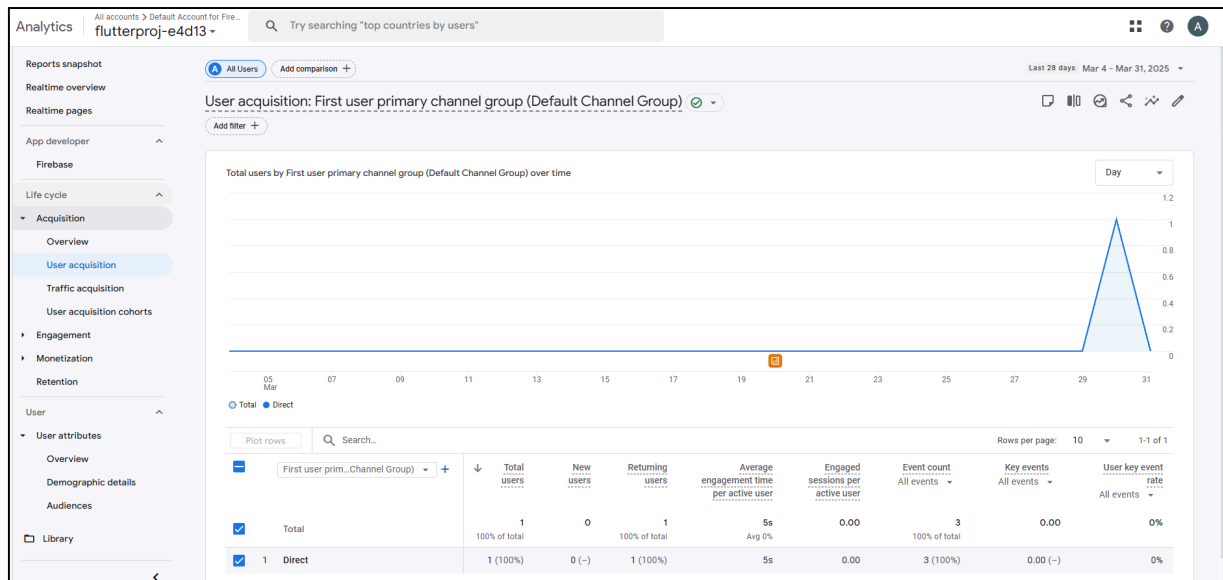 Analytics
All accounts > Default Account for Fire...
flutterproj-e4d13
Try searching "top countries by users"
A
Reports snapshot
Realtime overview
Realtime pages
App developer
Firebase
Life cycle
Acquisition
Overview
User acquisition
Traffic acquisition
User acquisition cohorts
Engagement
Monetization
Retention
User
User attributes
Overview
Demographic details
Audiences
Library
A All Users
Add comparison +
Last 28 days Mar 4 - Mar 31, 2025
User acquisition: First user primary channel group (Default Channel Group)
Add filter +
Total users by First user primary channel group (Default Channel Group) over time
Day
1.2
1
0.8
0.6
0.4
0.2
0
05 07 09 11 13 15 17 19 21 23 25 27 29 31
Mar
Total Direct
Plot rows
Search...
Rows per page: 10 1-1 of 1
First user prim...Channel Group) +
Total users
New users
Returning users
Average engagement time per active user
Engaged sessions per active user
Event count All events
Key events All events
User key event rate All events
Total 1 0 1 5s 0.00 3 0.00 0%
100% of total 100% of total Avg 0% 100% of total
1 Direct 1 (100%) 0 (–) 1 (100%) 5s 0.00 3 (100%) 0.00 (–) 0%